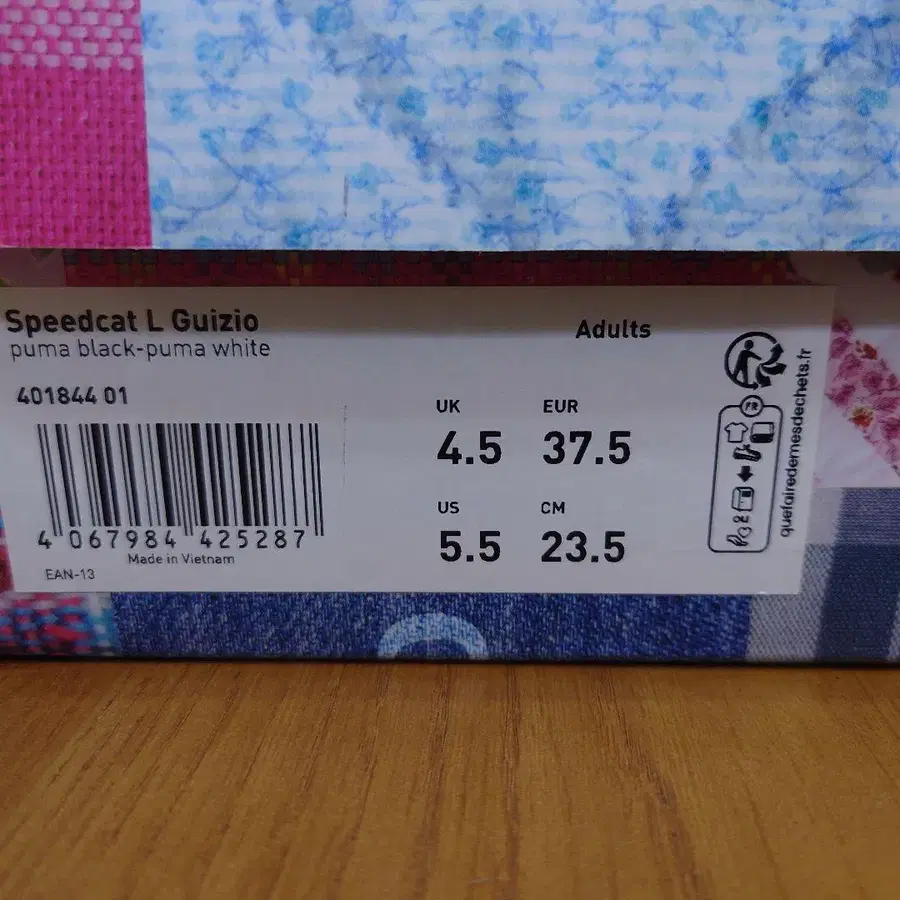 Speedcat L Guizio
puma black-puma white
Adults
401844 01
UK EUR
4.5 37.5
US CM
5.5 23.5
4 067984 425287
Made in Vietnam
EAN-13
FR
quefairedemesdechets.fr